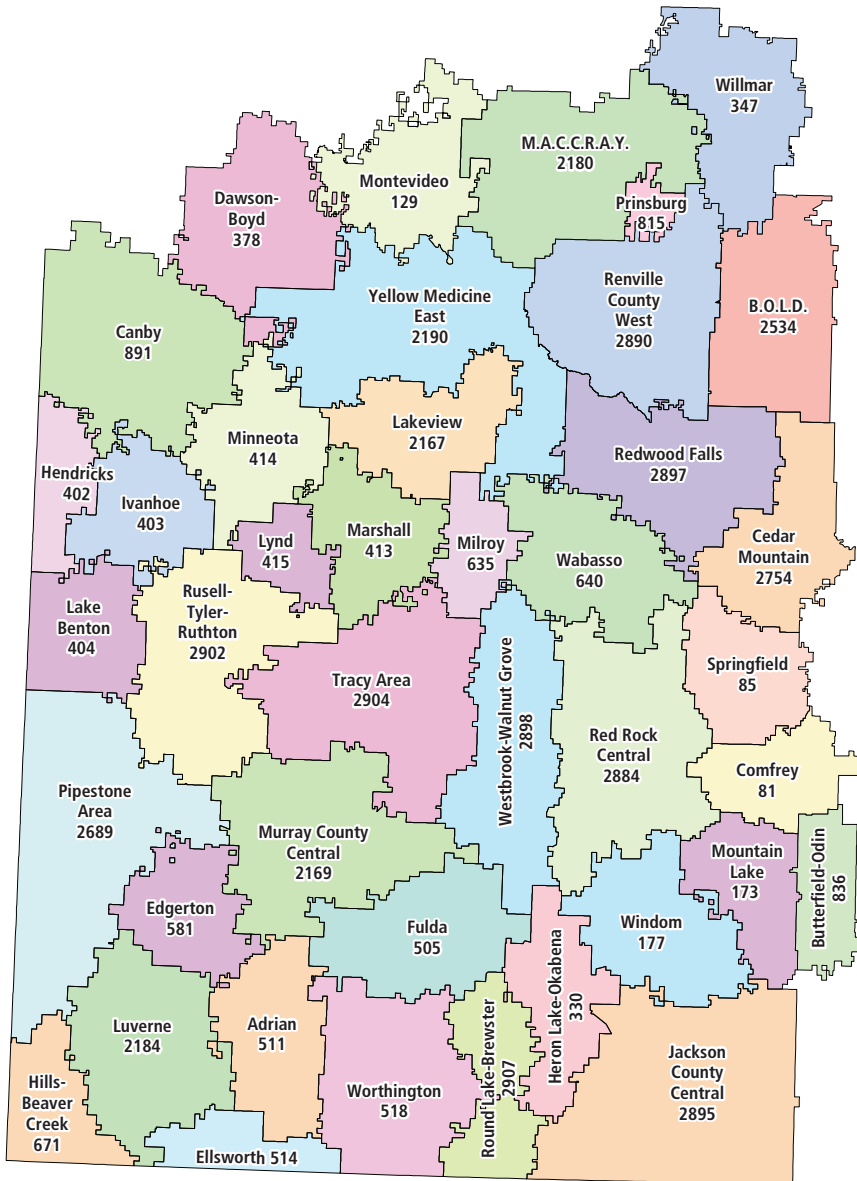 Willmar
347
M.A.C.C.R.A.Y.
2180
Montevideo
129
Dawson-
Boyd
378
Prinsburg
815
Renville
County
West
2890
B.O.L.D.
2534
Yellow Medicine
East
2190
Canby
891
Lakeview
2167
Minneota
414
Redwood Falls
2897
Hendricks
402
Ivanhoe
403
Lynd
415
Marshall
413
Milroy
635
Wabasso
640
Cedar
Mountain
2754
Lake
Benton
404
Rusell-
Tyler-
Ruthton
2902
Tracy Area
2904
Westbrook-Walnut Grove
2898
Red Rock
Central
2884
Springfield
85
Comfrey
81
Pipestone
Area
2689
Murray County
Central
2169
Mountain
Lake
173
Butterfield-Odin
836
Edgerton
581
Fulda
505
Windom
177
Heron Lake-Okabena
330
Luverne
2184
Adrian
511
Worthington
518
Round Lake-Brewster
2907
Jackson
County
Central
2895
Hills-
Beaver
Creek
671
Ellsworth 514